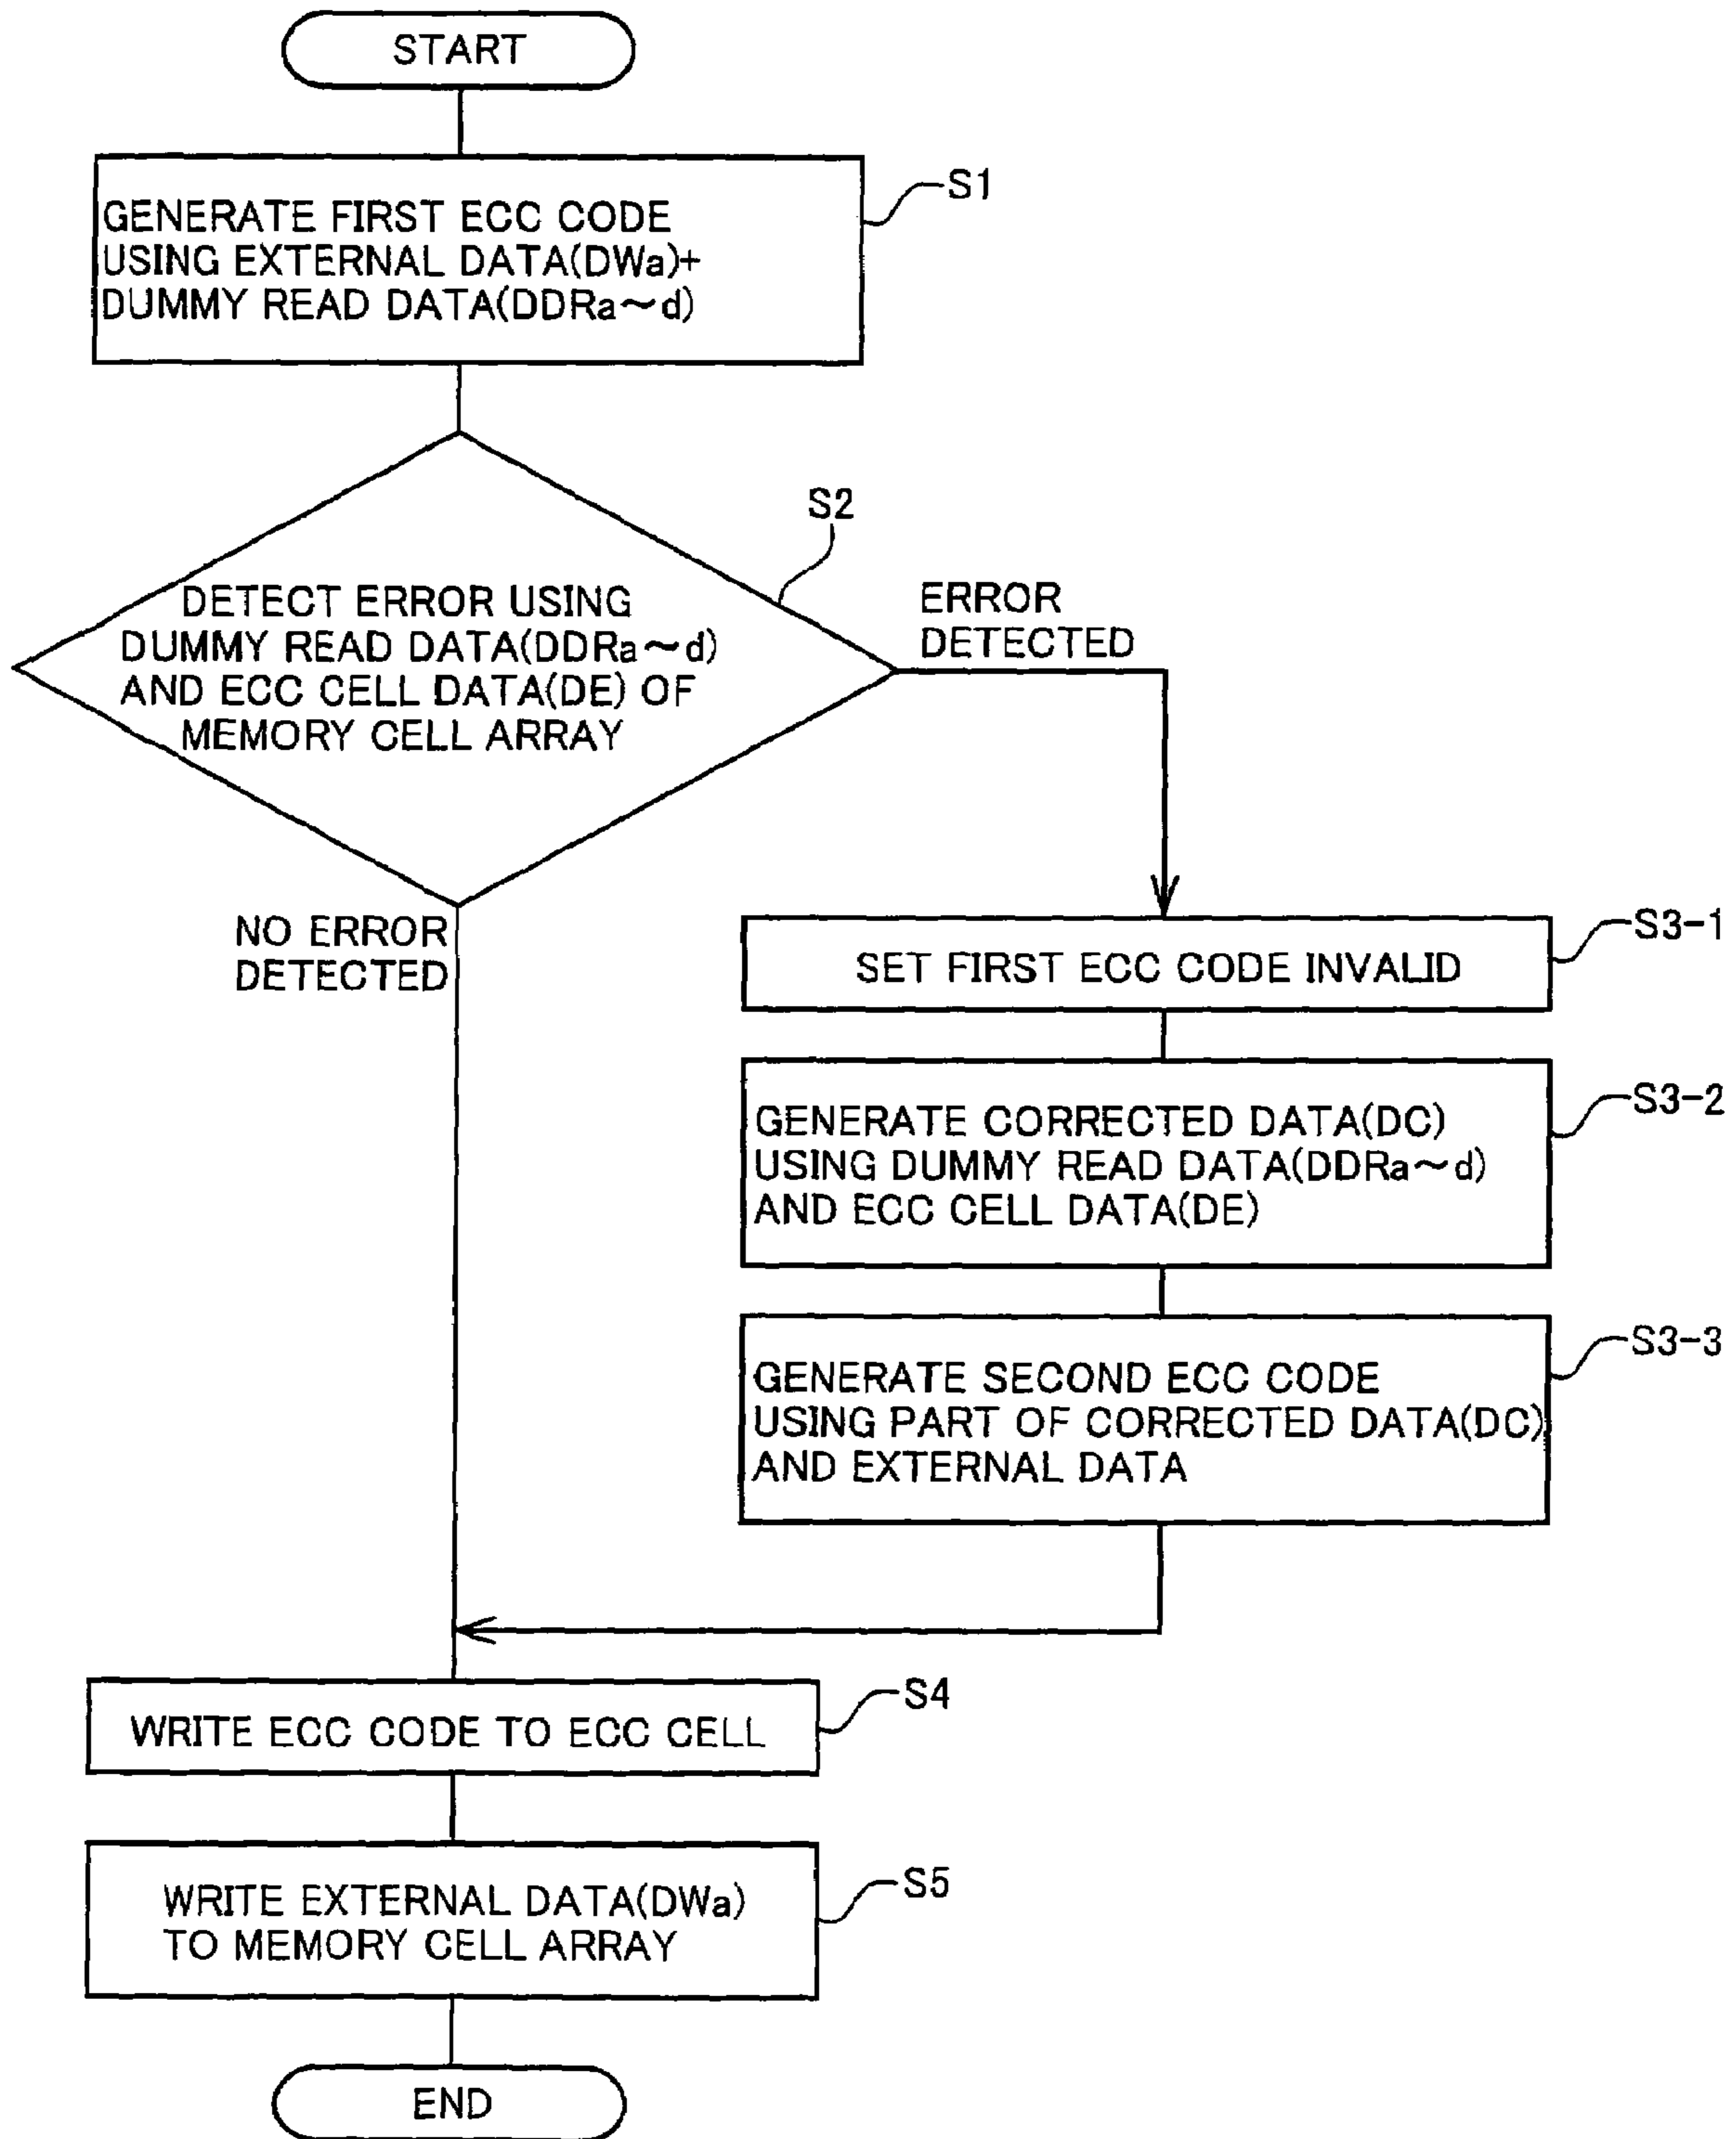 START
S1
GENERATE FIRST ECC CODE
USING EXTERNAL DATA(DWa)+
DUMMY READ DATA(DDRa~d)
S2
DETECT ERROR USING
DUMMY READ DATA(DDRa~d)
AND ECC CELL DATA(DE) OF
MEMORY CELL ARRAY
ERROR
DETECTED
NO ERROR
DETECTED
S3-1
SET FIRST ECC CODE INVALID
S3-2
GENERATE CORRECTED DATA(DC)
USING DUMMY READ DATA(DDRa~d)
AND ECC CELL DATA(DE)
S3-3
GENERATE SECOND ECC CODE
USING PART OF CORRECTED DATA(DC)
AND EXTERNAL DATA
S4
WRITE ECC CODE TO ECC CELL
S5
WRITE EXTERNAL DATA(DWa)
TO MEMORY CELL ARRAY
END